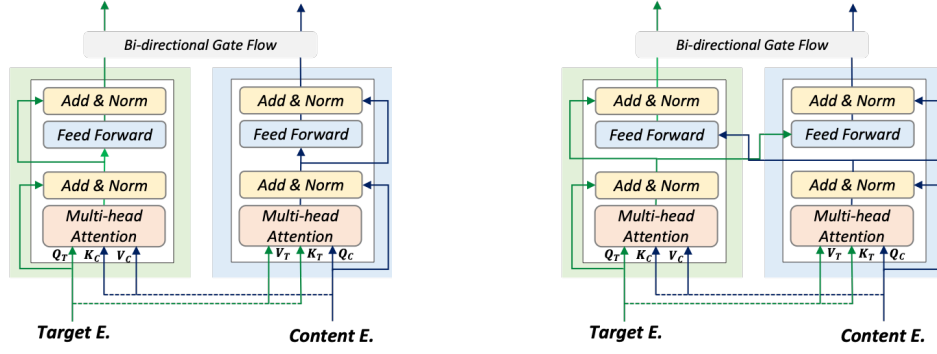 Bi-directional Gate Flow
Add & Norm
Feed Forward
Add & Norm
Multi-head
Attention
Q_T K_C V_C
Target E.
Add & Norm
Feed Forward
Add & Norm
Multi-head
Attention
V_T K_T Q_C
Content E.
Bi-directional Gate Flow
Add & Norm
Feed Forward
Add & Norm
Multi-head
Attention
Q_T K_C V_C
Target E.
Add & Norm
Feed Forward
Add & Norm
Multi-head
Attention
V_T K_T Q_C
Content E.